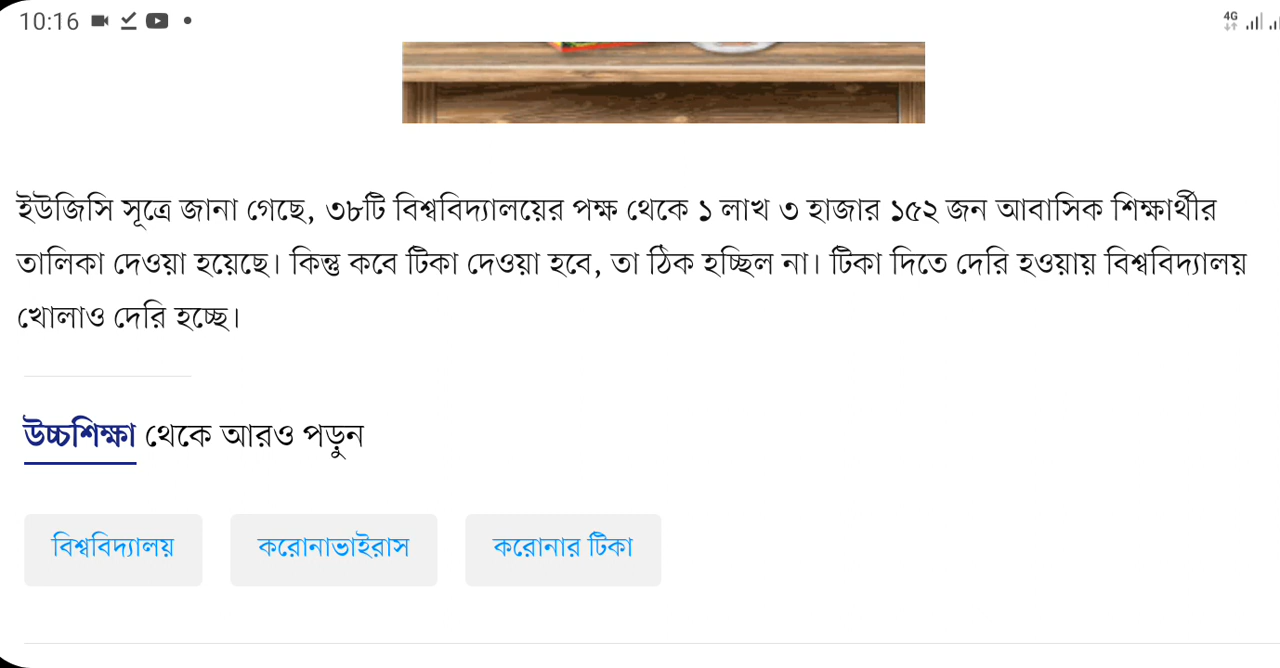 10:16 4G
ইউজিসি সূত্রে জানা গেছে, ৩৮টি বিশ্ববিদ্যালয়ের পক্ষ থেকে ১ লাখ ৩ হাজার ১৫২ জন আবাসিক শিক্ষার্থীর
তালিকা দেওয়া হয়েছে। কিন্তু কবে টিকা দেওয়া হবে, তা ঠিক হচ্ছিল না। টিকা দিতে দেরি হওয়ায় বিশ্ববিদ্যালয়
খোলাও দেরি হচ্ছে।
উচ্চশিক্ষা থেকে আরও পড়ুন
বিশ্ববিদ্যালয় করোনাভাইরাস করোনার টিকা